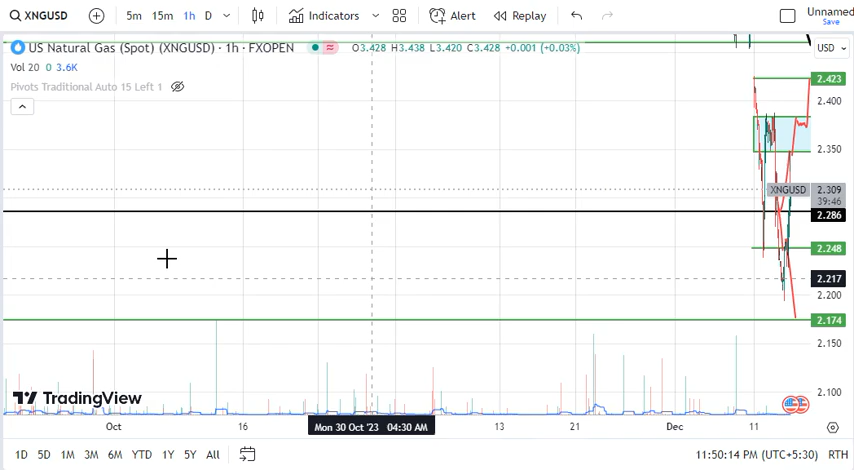 XNGUSD 5m 15m 1h D Indicators Alert Replay Unnamed
Save
US Natural Gas (Spot) (XNGUSD) · 1h · FXOPEN O3.428 H3.438 L3.420 C3.428 +0.001 (+0.03%) USD
Vol 20 0 3.6K
Pivots Traditional Auto 15 Left 1
2.423
2.400
2.350
XNGUSD 2.309
39:46
2.286
2.248
2.217
2.200
2.174
2.150
2.100
TradingView
Oct 16 Mon 30 Oct '23 04:30 AM 13 21 Dec 11
1D 5D 1M 3M 6M YTD 1Y 5Y All 11:50:14 PM (UTC+5:30) RTH